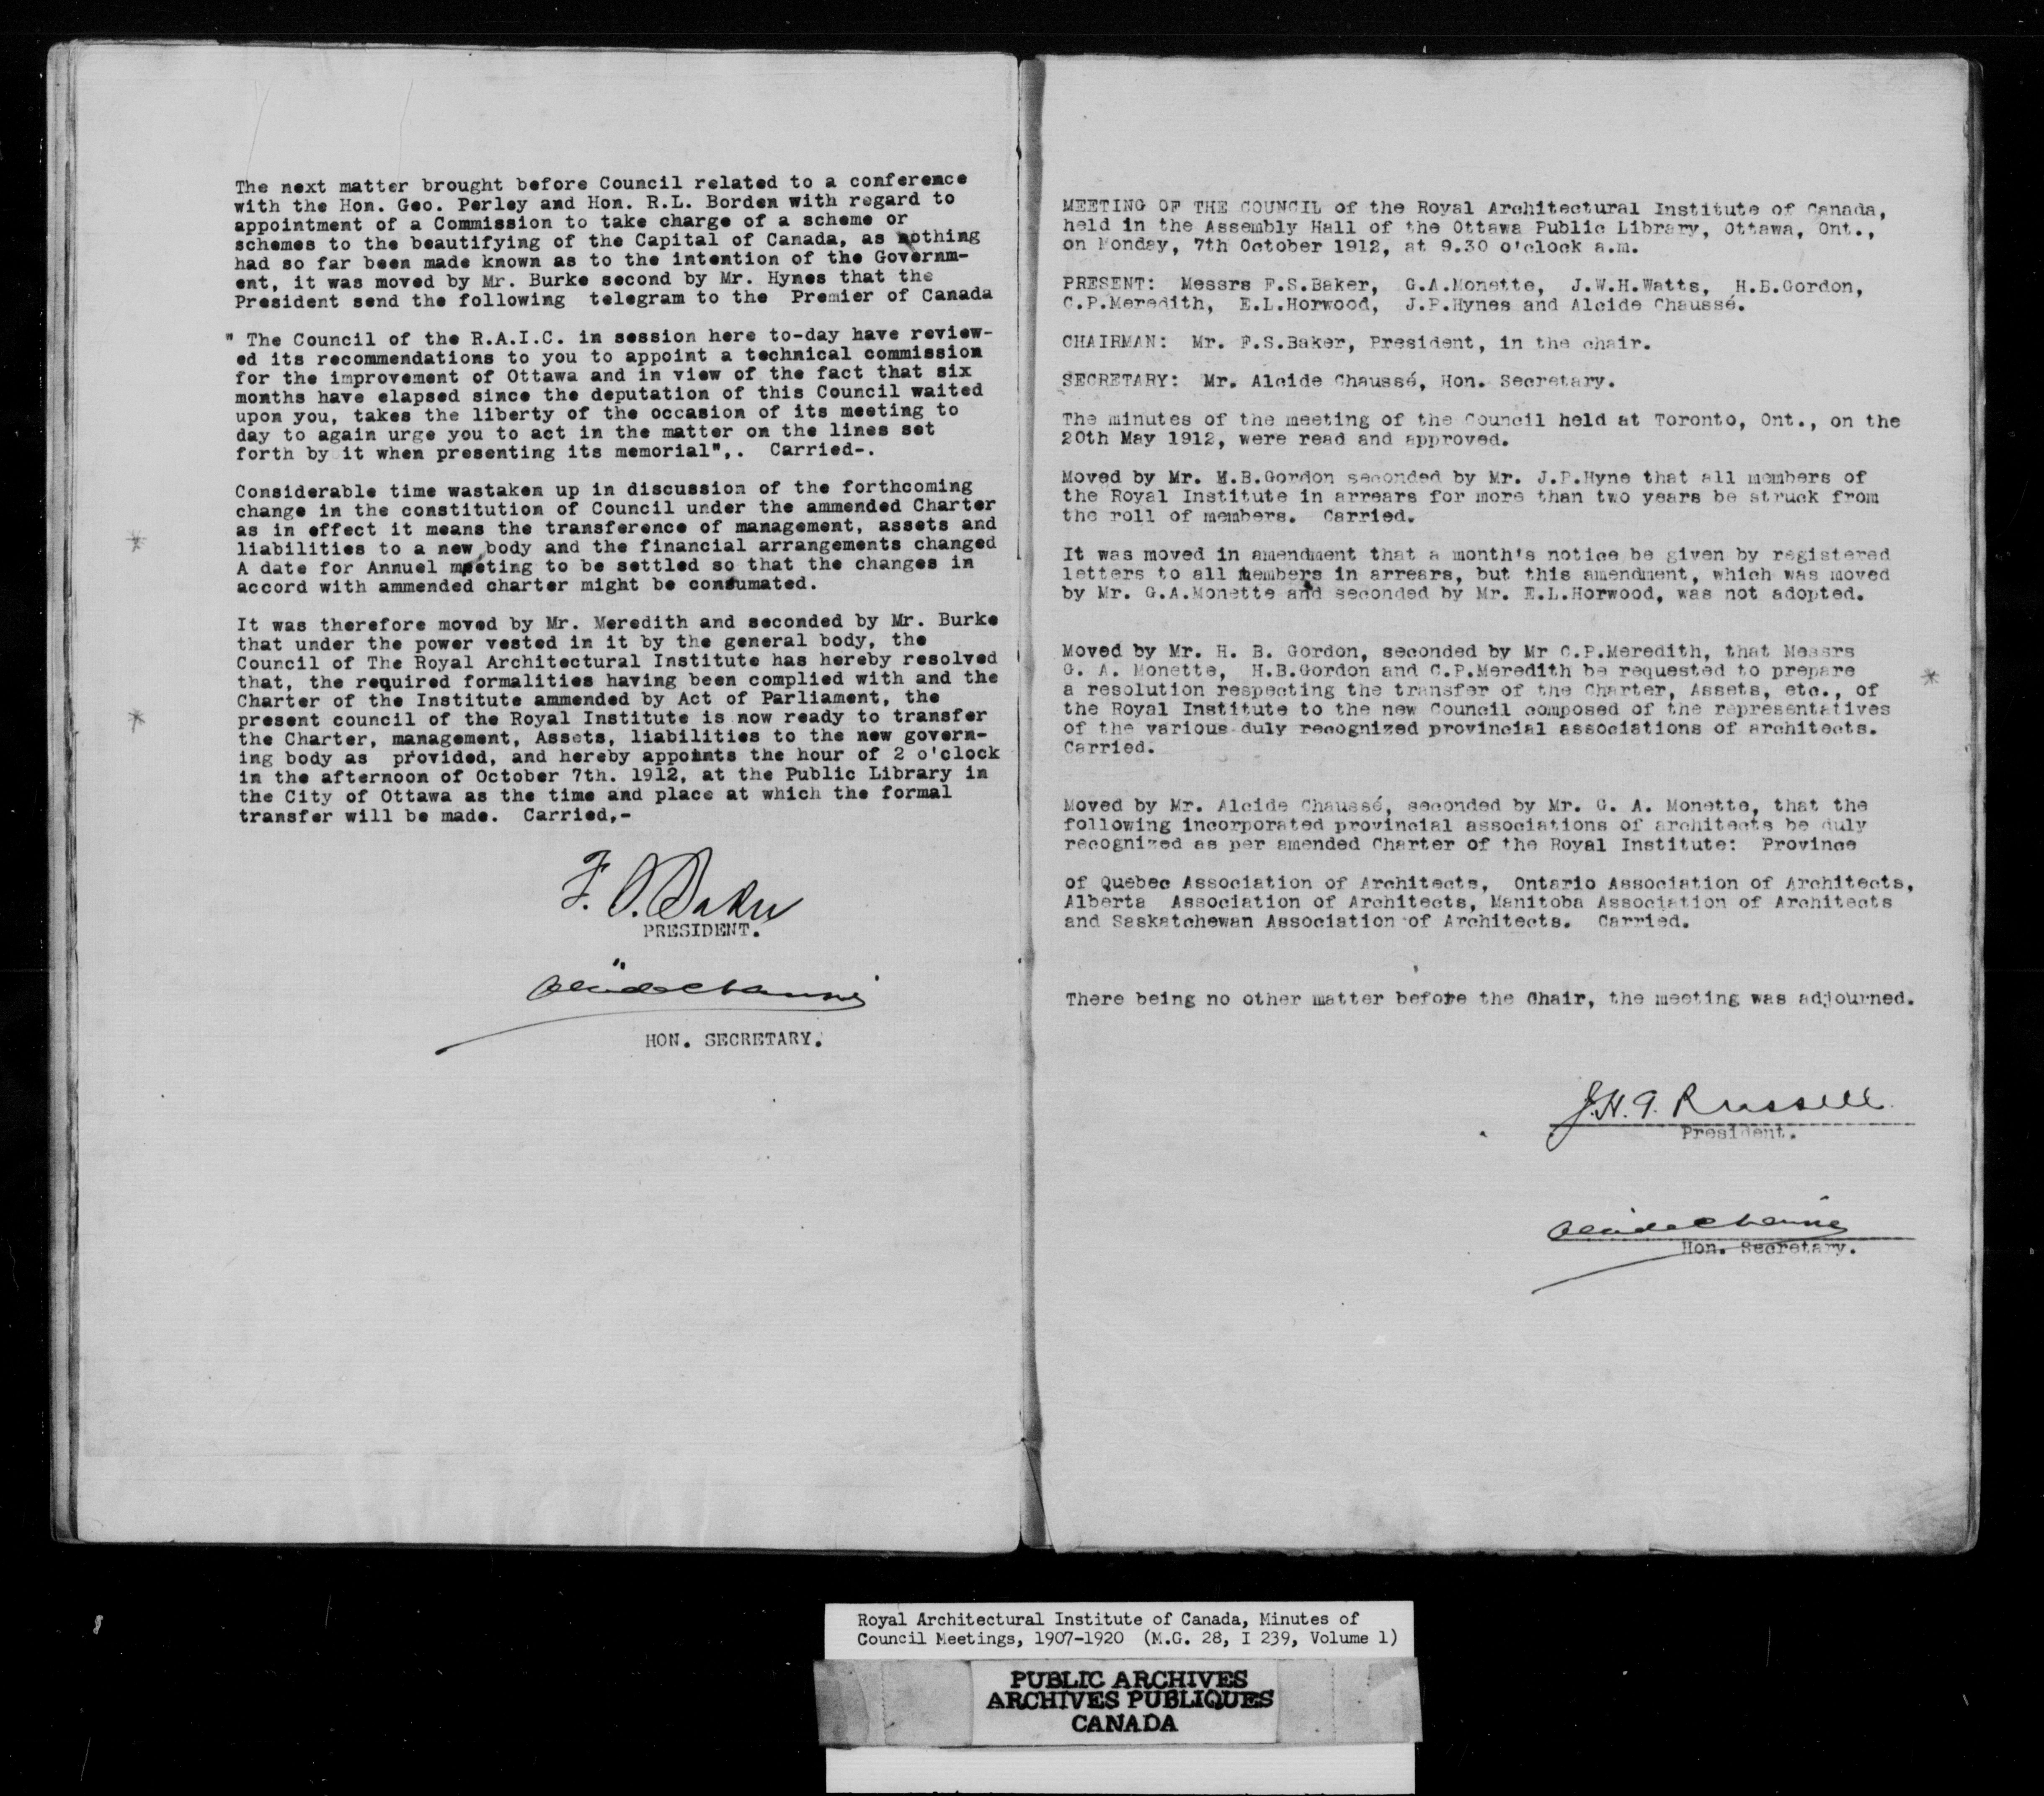 The next matter brought before Council related to a conference
with the Hon. Geo. Perley and Hon. R.L. Borden with regard to
appointment of a Commission to take charge of a scheme or
schemes to the beautifying of the Capital of Canada, as nothing
had so far been made known as to the intention of the Governm-
ent, it was moved by Mr. Burke second by Mr. Hynes that the
President send the following telegram to the Premier of Canada
" The Council of the R.A.I.C. in session here to-day have review-
ed its recommendations to you to appoint a technical commission
for the improvement of Ottawa and in view of the fact that six
months have elapsed since the deputation of this Council waited
upon you, takes the liberty of the occasion of its meeting to
day to again urge you to act in the matter on the lines set
forth by it when presenting its memorial",. Carried-.
Considerable time wastaken up in discussion of the forthcoming
change in the constitution of Council under the ammended Charter
as in effect it means the transference of management, assets and
liabilities to a new body and the financial arrangements changed
A date for Annuel meeting to be settled so that the changes in
accord with ammended charter might be consumated.
It was therefore moved by Mr. Meredith and seconded by Mr. Burke
that under the power vested in it by the general body, the
Council of The Royal Architectural Institute has hereby resolved
that, the required formalities having been complied with and the
Charter of the Institute ammended by Act of Parliament, the
present council of the Royal Institute is now ready to transfer
the Charter, management, Assets, liabilities to the new govern-
ing body as provided, and hereby appoints the hour of 2 o'clock
in the afternoon of October 7th. 1912, at the Public Library in
the City of Ottawa as the time and place at which the formal
transfer will be made. Carried,-
F. S. Baker
PRESIDENT.
Alcide Chaussé
HON. SECRETARY.
MEETING OF THE COUNCIL of the Royal Architectural Institute of Canada,
held in the Assembly Hall of the Ottawa Public Library, Ottawa, Ont.,
on Monday, 7th October 1912, at 9.30 o'clock a.m.
PRESENT: Messrs F.S.Baker, G.A.Monette, J.W.H.Watts, H.B.Gordon,
C.P.Meredith, E.L.Horwood, J.P.Hynes and Alcide Chaussé.
CHAIRMAN: Mr. F.S.Baker, President, in the chair.
SECRETARY: Mr. Alcide Chaussé, Hon. Secretary.
The minutes of the meeting of the Council held at Toronto, Ont., on the
20th May 1912, were read and approved.
Moved by Mr. H.B.Gordon seconded by Mr. J.P.Hyne that all members of
the Royal Institute in arrears for more than two years be struck from
the roll of members. Carried.
It was moved in amendment that a month's notice be given by registered
letters to all members in arrears, but this amendment, which was moved
by Mr. G.A.Monette and seconded by Mr. E.L.Horwood, was not adopted.
Moved by Mr. H. B. Gordon, seconded by Mr C.P.Meredith, that Messrs
G. A. Monette, H.B.Gordon and C.P.Meredith be requested to prepare
a resolution respecting the transfer of the Charter, Assets, etc., of
the Royal Institute to the new Council composed of the representatives
of the various duly recognized provincial associations of architects.
Carried.
Moved by Mr. Alcide Chaussé, seconded by Mr. G. A. Monette, that the
following incorporated provincial associations of architects be duly
recognized as per amended Charter of the Royal Institute: Province
of Quebec Association of Architects, Ontario Association of Architects,
Alberta Association of Architects, Manitoba Association of Architects
and Saskatchewan Association of Architects. Carried.
There being no other matter before the Chair, the meeting was adjourned.
J.H.G. Russell.
President.
Alcide Chaussé
Hon. Secretary.
Royal Architectural Institute of Canada, Minutes of
Council Meetings, 1907-1920 (M.G. 28, I 239, Volume 1)
PUBLIC ARCHIVES
ARCHIVES PUBLIQUES
CANADA